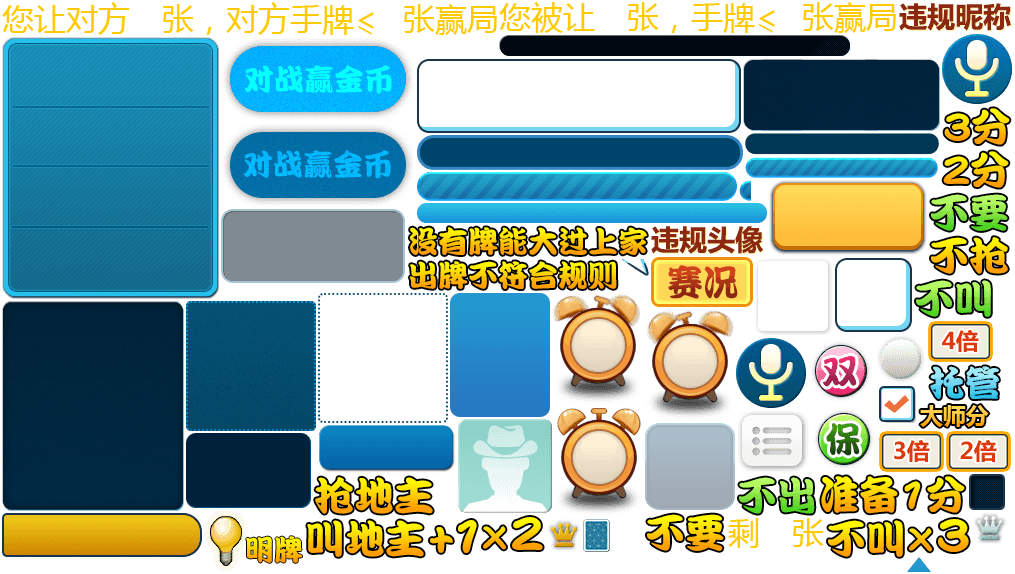 您让对方 张，对方手牌≤ 张赢局
您被让 张，手牌≤ 张赢局
违规昵称
对战赢金币
3分
对战赢金币
2分
不要
没有牌能大过上家
违规头像
不抢
出牌不符合规则
赛况
不叫
4倍
双
托管
大师分
保
3倍
2倍
抢地主
不出
准备
1分
明牌
叫地主
+1×2
不要
剩 张
不叫
×3